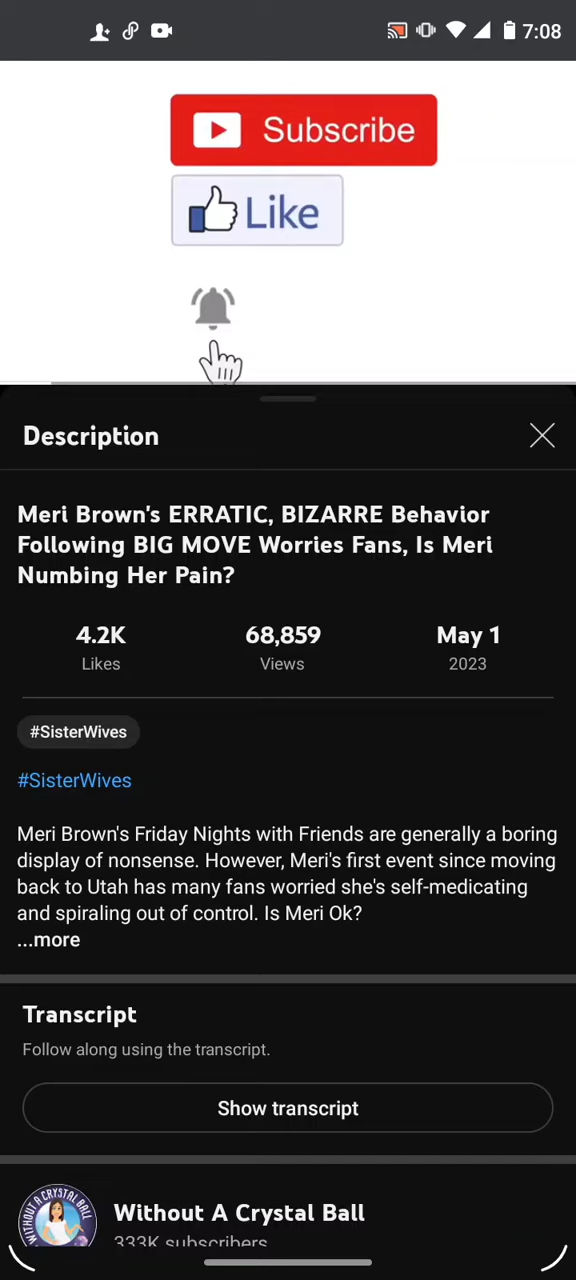 7:08
Subscribe
Like
Description
Meri Brown's ERRATIC, BIZARRE Behavior
Following BIG MOVE Worries Fans, Is Meri
Numbing Her Pain?
4.2K 68,859 May 1
Likes Views 2023
#SisterWives
#SisterWives
Meri Brown's Friday Nights with Friends are generally a boring
display of nonsense. However, Meri's first event since moving
back to Utah has many fans worried she's self-medicating
and spiraling out of control. Is Meri Ok?
...more
Transcript
Follow along using the transcript.
Show transcript
WITHOUT A CRYSTAL BALL
Without A Crystal Ball
333K subscribers